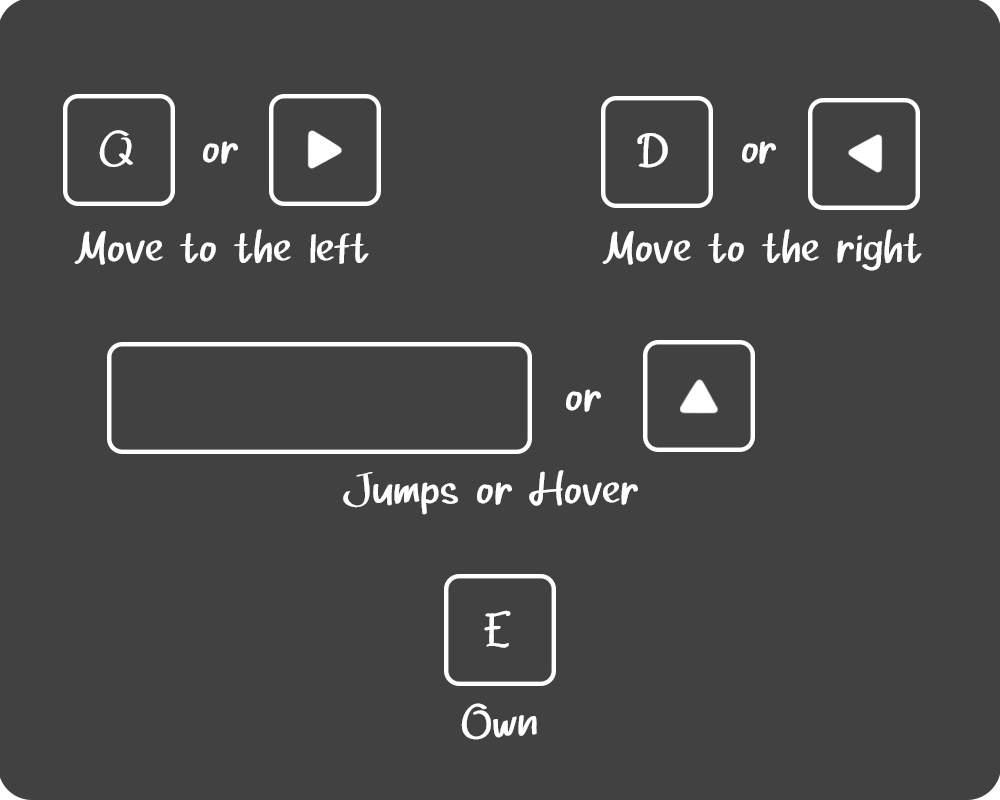 Q or D or
Move to the left Move to the right
or
Jumps or Hover
E
Own